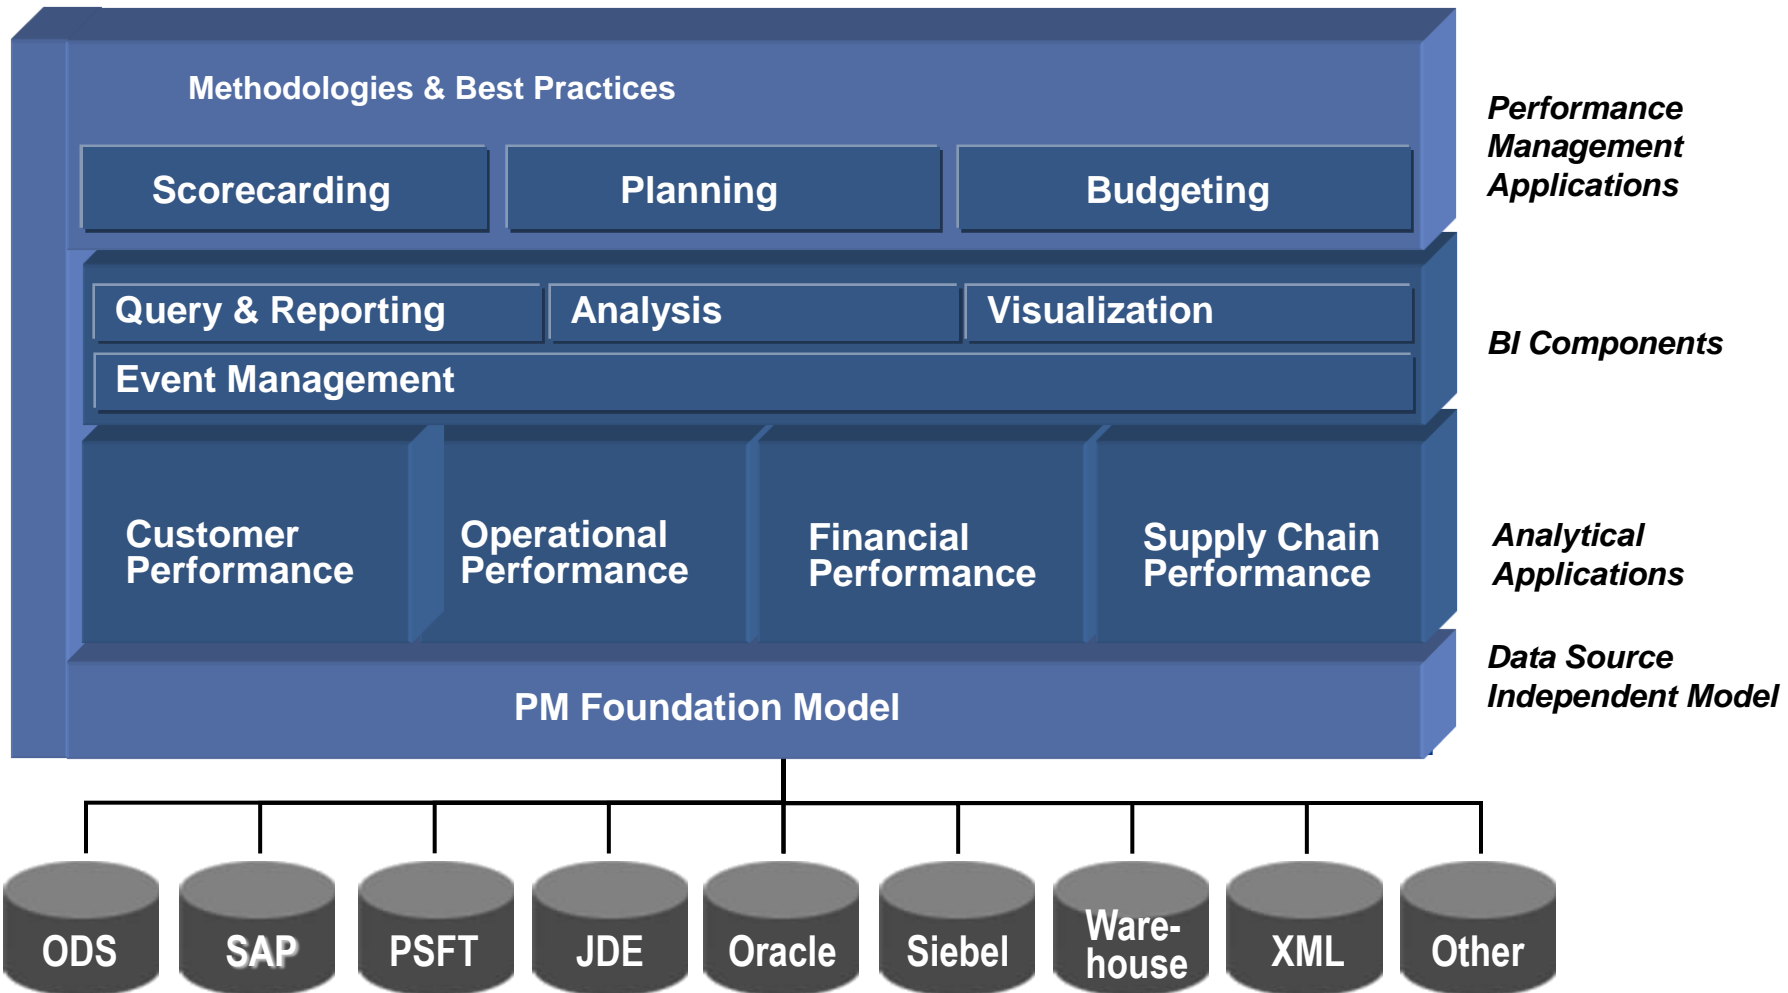 Methodologies & Best Practices
Performance
Management
Applications
Scorecarding
Planning
Budgeting
Query & Reporting
Analysis
Visualization
Event Management
BI Components
Customer
Performance
Operational
Performance
Financial
Performance
Supply Chain
Performance
Analytical
Applications
PM Foundation Model
Data Source
Independent Model
ODS
SAP
PSFT
JDE
Oracle
Siebel
Ware-
house
XML
Other